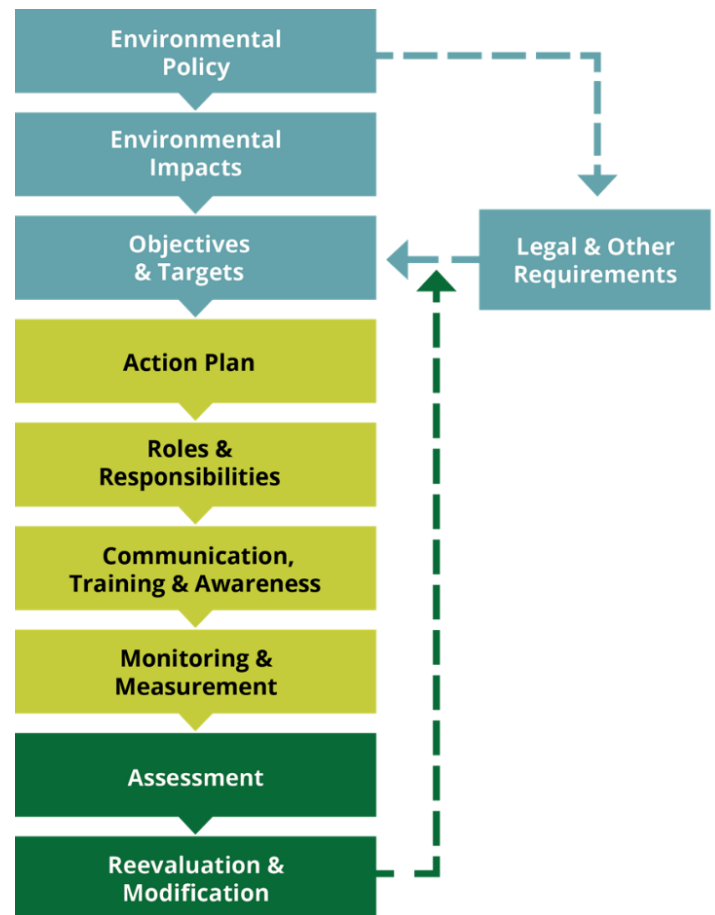 Environmental
Policy
Environmental
Impacts
Objectives
& Targets
Legal & Other
Requirements
Action Plan
Roles &
Responsibilities
Communication,
Training & Awareness
Monitoring &
Measurement
Assessment
Reevaluation &
Modification